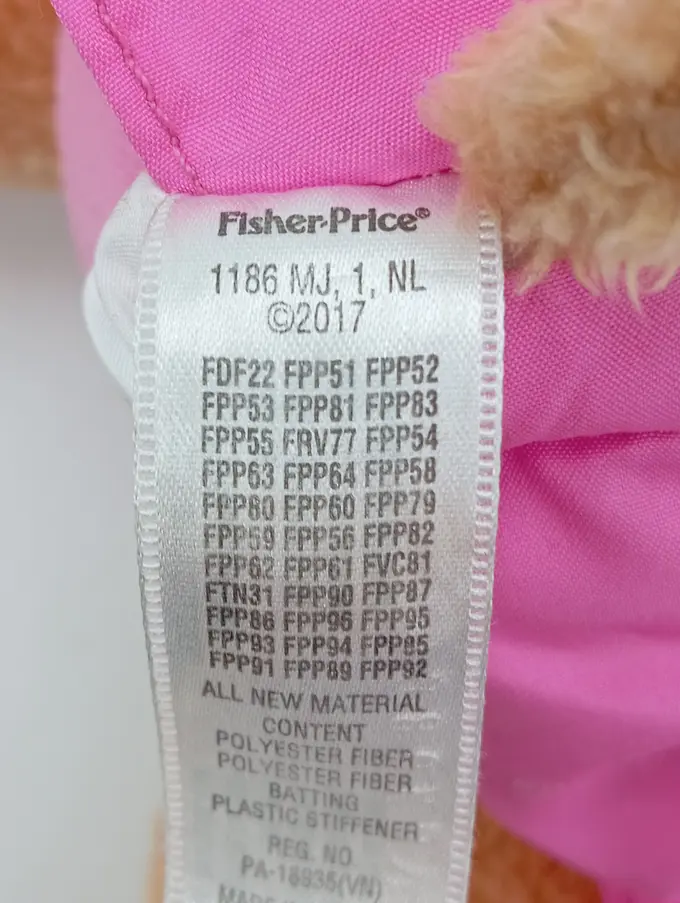 Fisher-Price®
1186 MJ, 1, NL
©2017
FDF22 FPP51 FPP52
FPP53 FPP81 FPP83
FPP55 FRV77 FPP54
FPP63 FPP64 FPP58
FPP80 FPP60 FPP79
FPP59 FPP56 FPP82
FPP62 FPP61 FVC81
FTN31 FPP90 FPP87
FPP86 FPP96 FPP95
FPP93 FPP94 FPP85
FPP91 FPP89 FPP92
ALL NEW MATERIAL
CONTENT
POLYESTER FIBER
POLYESTER FIBER
BATTING
PLASTIC STIFFENER
REG. NO
PA-18935(VN)
MADE